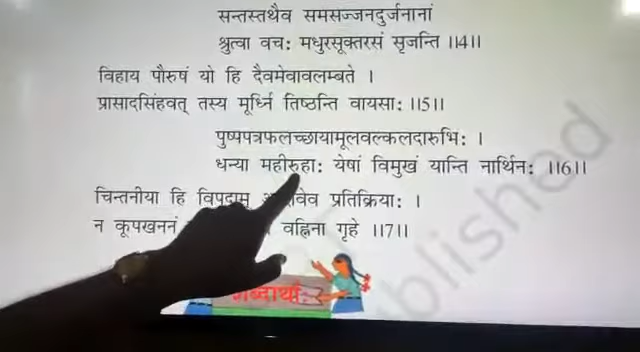 सन्तस्तथैव समसज्जनदुर्जनानां
श्रुत्वा वच: मधुरसूक्तरसं सृजन्ति ।।4।।
विहाय पौरुषं यो हि दैवमेवावलम्बते ।
प्रासादसिंहवत् तस्य मूर्ध्नि तिष्ठन्ति वायसा: ।।5।।
पुष्पपत्रफलच्छायामूलवल्कलदारुभि: ।
धन्या महीरुहा: येषां विमुखं यान्ति नार्थिन: ।।6।।
चिन्तनीया हि विपदाम् प्रतिक्रिया: ।
न कूपखननं वह्निना गृहे ।।7।।
शब्दार्था: